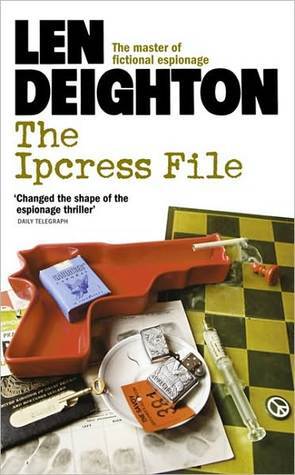 LEN
DEIGHTON
The master of
fictional espionage
The
Ipcress File
'Changed the shape of the
espionage thriller'
DAILY TELEGRAPH